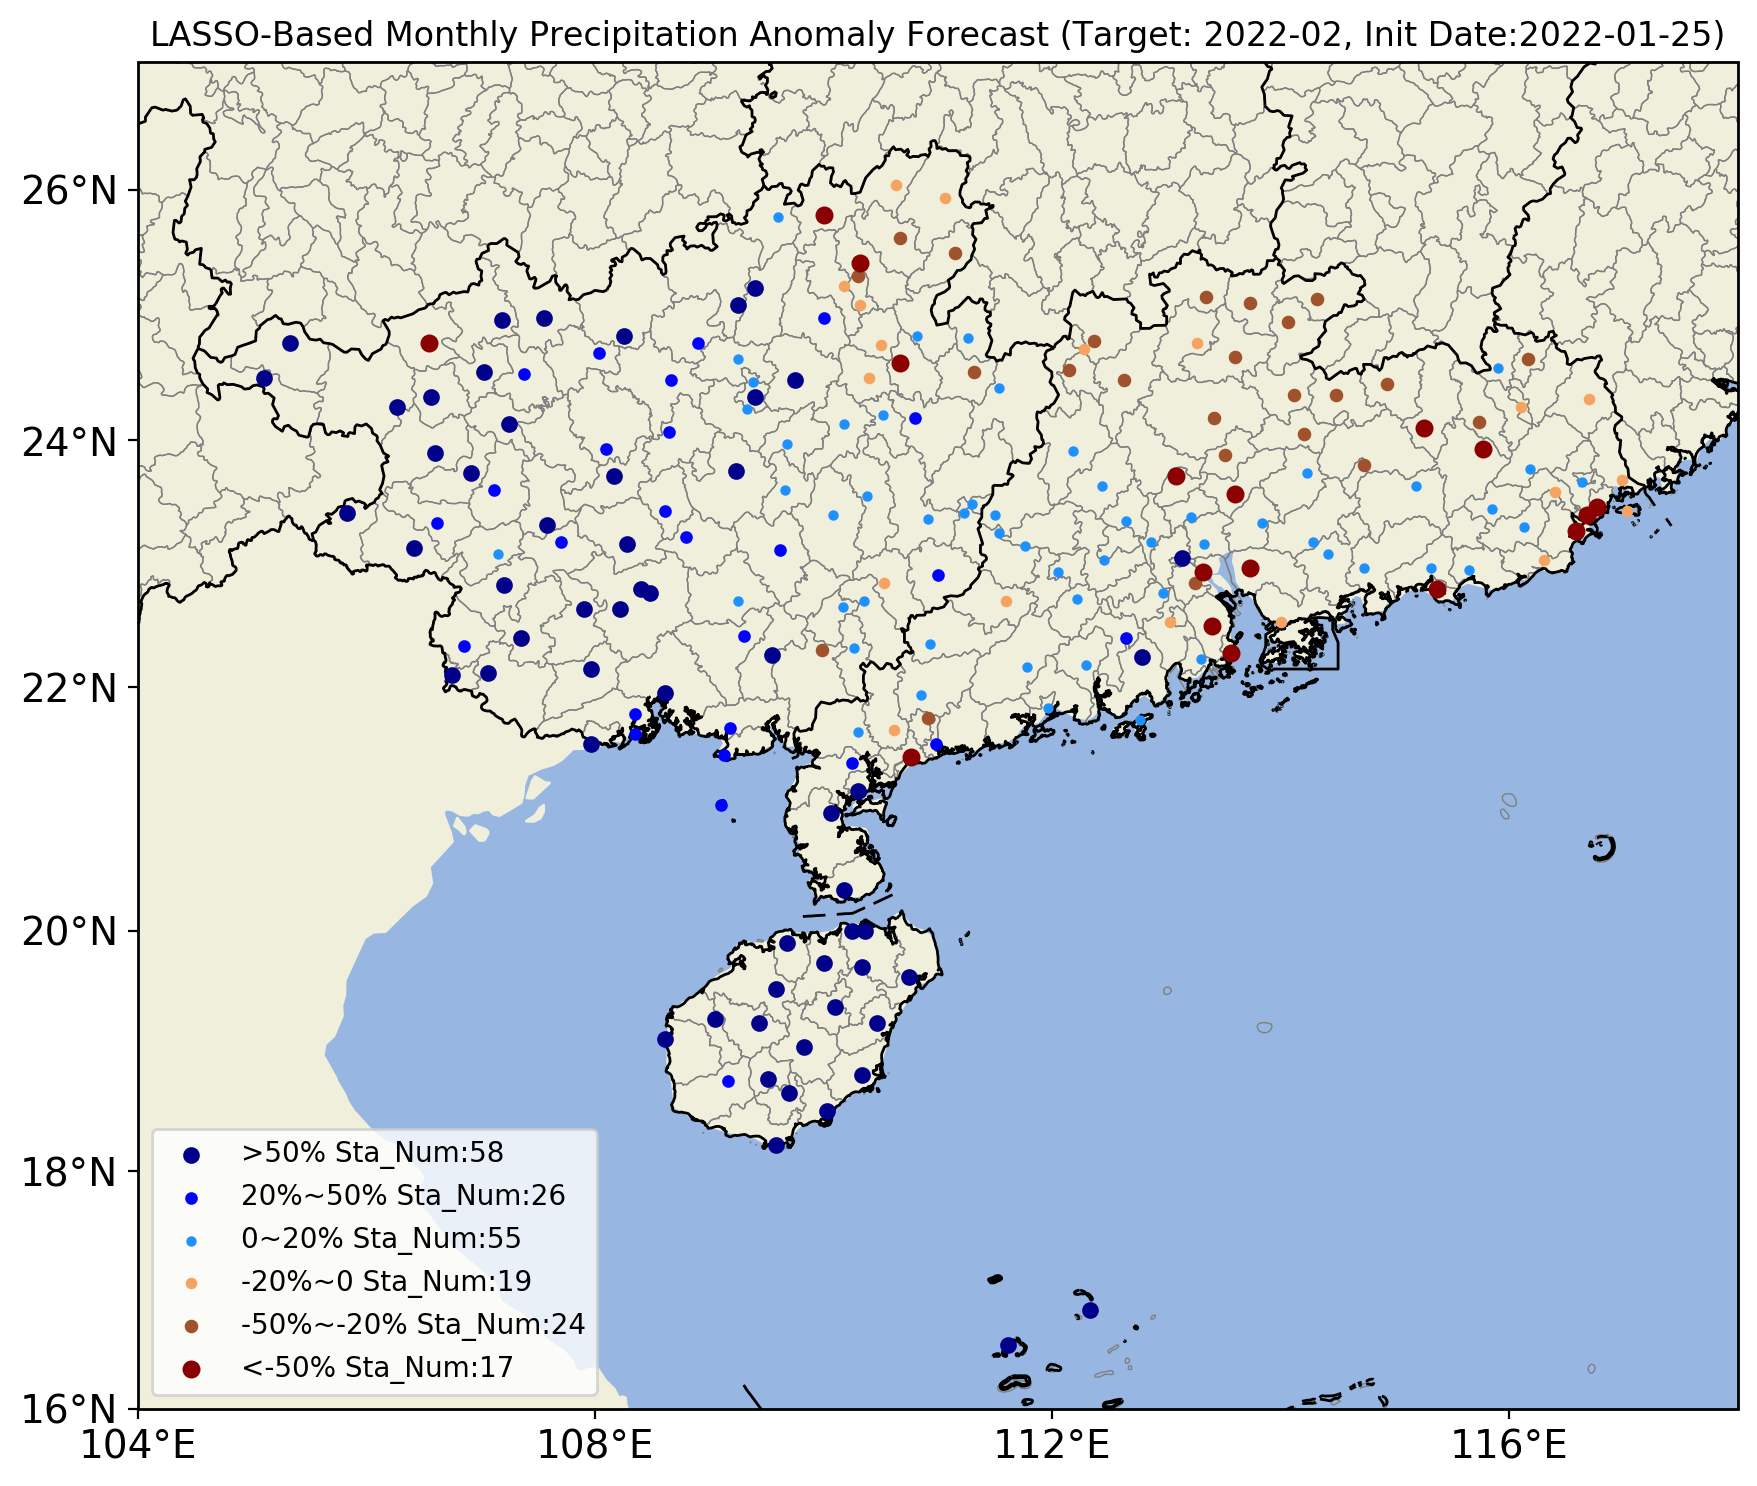 LASSO-Based Monthly Precipitation Anomaly Forecast (Target: 2022-02, Init Date:2022-01-25)
26°N
24°N
22°N
20°N
18°N
16°N
>50% Sta_Num:58
20%~50% Sta_Num:26
0~20% Sta_Num:55
-20%~0 Sta_Num:19
-50%~-20% Sta_Num:24
<-50% Sta_Num:17
104°E
108°E
112°E
116°E